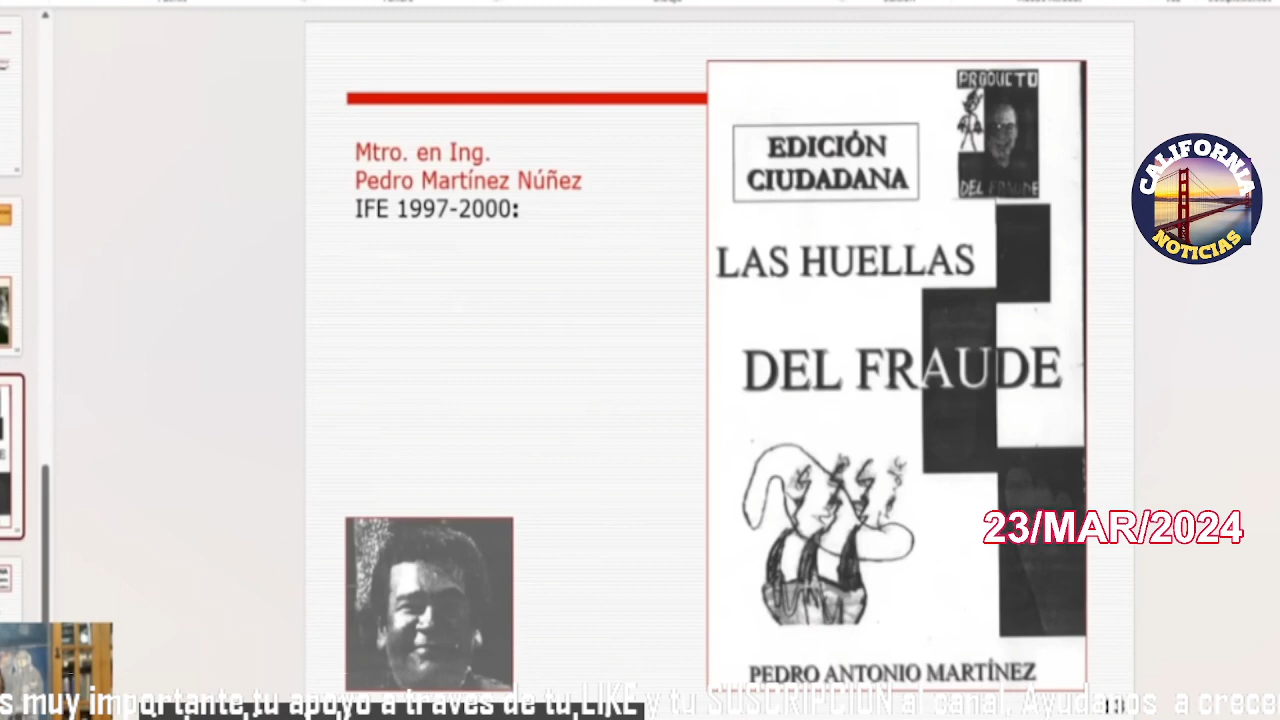 Mtro. en Ing.
Pedro Martínez Núñez
IFE 1997-2000:
PRODUCTO
DEL FRAUDE
EDICIÓN
CIUDADANA
LAS HUELLAS
DEL FRAUDE
PEDRO ANTONIO MARTÍNEZ
CALIFORNIA
NOTICIAS
23/MAR/2024
s muy importante tu apoyo a traves de tu LIKE y tu SUSCRIPCION al canal, Ayudanos a crece